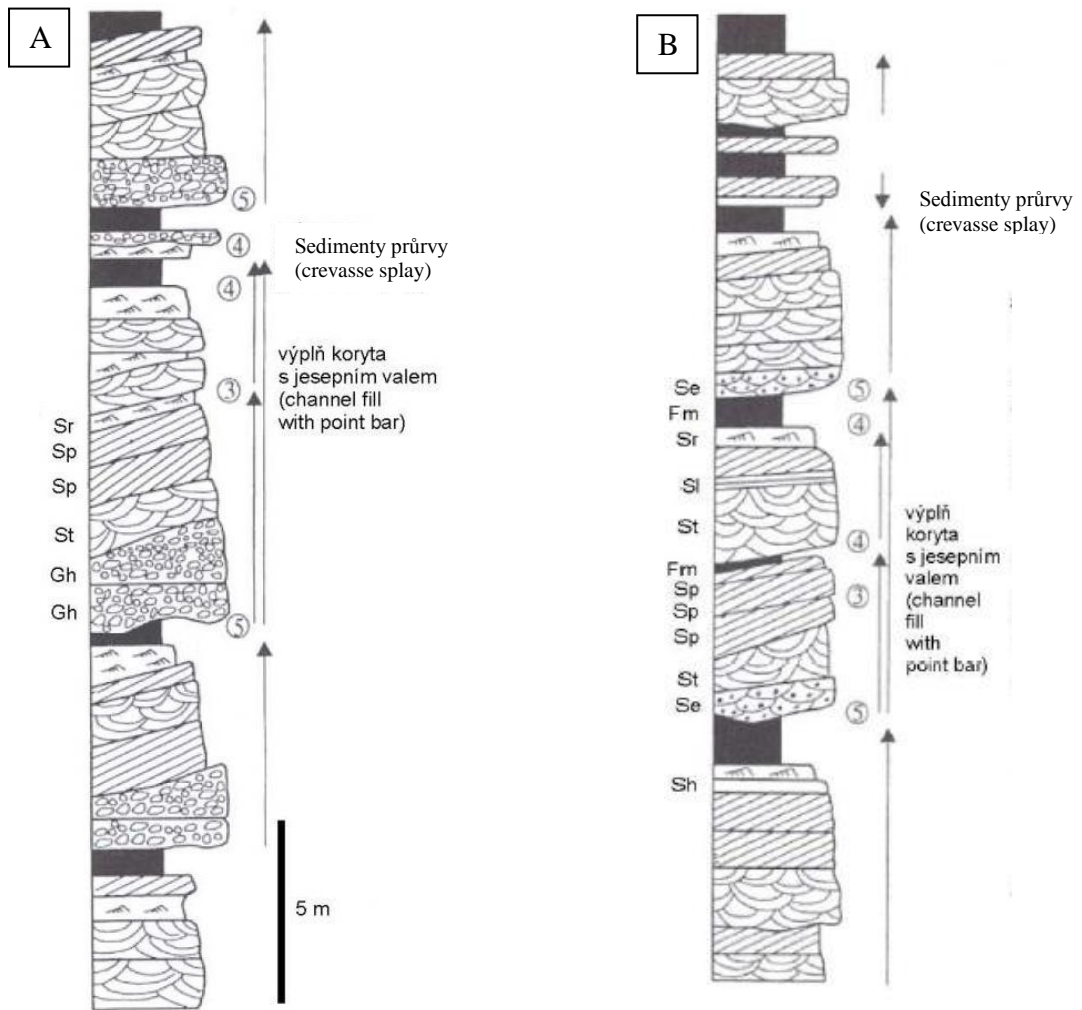 A
⑤
④
Sedimenty průrvy
(crevasse splay)
④
výplň koryta
s jesepním valem
(channel fill
with point bar)
③
Sr
Sp
Sp
St
Gh
Gh
⑤
5 m
B
Sedimenty průrvy
(crevasse splay)
Se
⑤
Fm
④
Sr
Sl
St
④
výplň
koryta
s jesepním
valem
(channel
fill
with
point bar)
Fm
Sp
③
Sp
Sp
St
Se
⑤
Sh